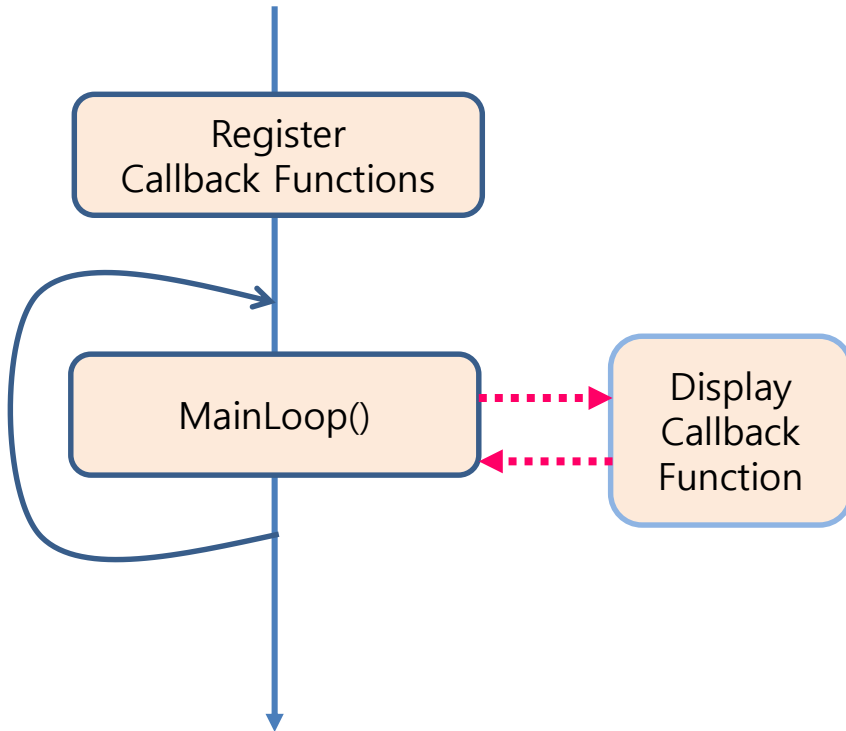 Register
Callback Functions
MainLoop()
Display
Callback
Function